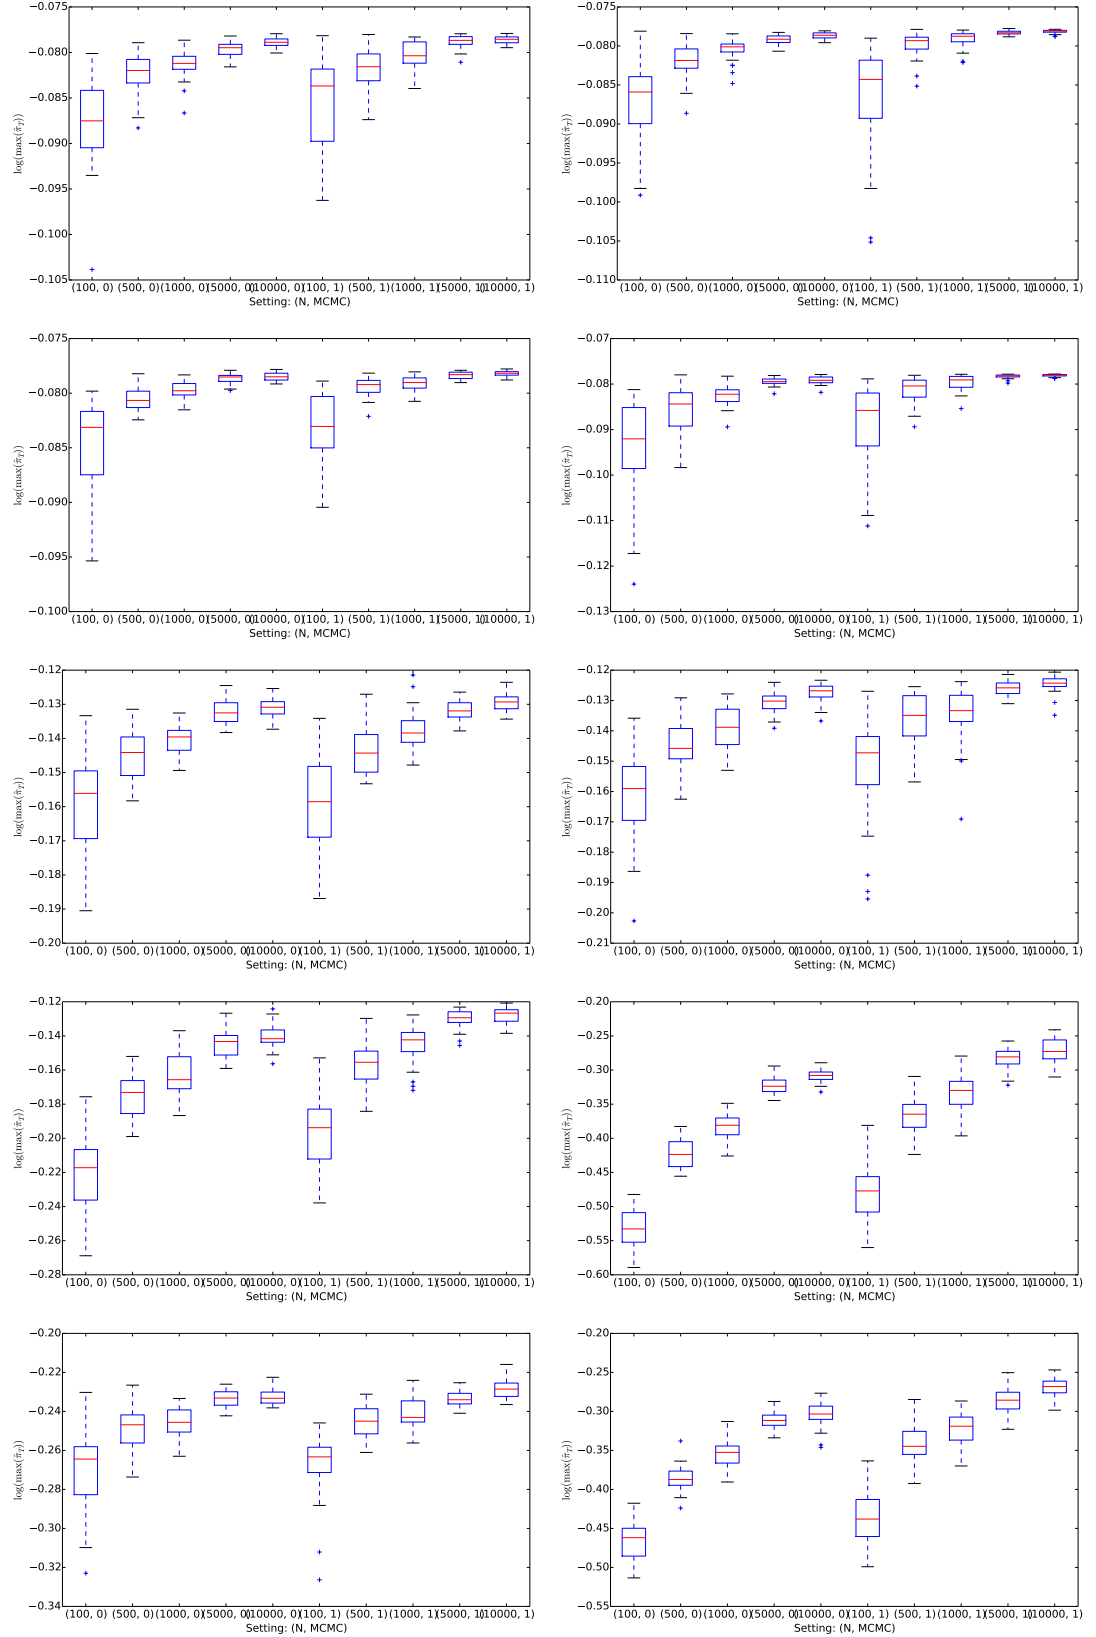 −0.075
−0.080
−0.085
−0.090
−0.095
−0.100
−0.105
log(max(π̂_T))
(100, 0) (500, 0) (1000, 0) (5000, 0) (10000, 0) (100, 1) (500, 1) (1000, 1) (5000, 1) (10000, 1)
Setting: (N, MCMC)
−0.075
−0.080
−0.085
−0.090
−0.095
−0.100
−0.105
−0.110
log(max(π̂_T))
(100, 0) (500, 0) (1000, 0) (5000, 0) (10000, 0) (100, 1) (500, 1) (1000, 1) (5000, 1) (10000, 1)
Setting: (N, MCMC)
−0.075
−0.080
−0.085
−0.090
−0.095
−0.100
log(max(π̂_T))
(100, 0) (500, 0) (1000, 0) (5000, 0) (10000, 0) (100, 1) (500, 1) (1000, 1) (5000, 1) (10000, 1)
Setting: (N, MCMC)
−0.07
−0.08
−0.09
−0.10
−0.11
−0.12
−0.13
log(max(π̂_T))
(100, 0) (500, 0) (1000, 0) (5000, 0) (10000, 0) (100, 1) (500, 1) (1000, 1) (5000, 1) (10000, 1)
Setting: (N, MCMC)
−0.12
−0.13
−0.14
−0.15
−0.16
−0.17
−0.18
−0.19
−0.20
log(max(π̂_T))
(100, 0) (500, 0) (1000, 0) (5000, 0) (10000, 0) (100, 1) (500, 1) (1000, 1) (5000, 1) (10000, 1)
Setting: (N, MCMC)
−0.12
−0.13
−0.14
−0.15
−0.16
−0.17
−0.18
−0.19
−0.20
−0.21
log(max(π̂_T))
(100, 0) (500, 0) (1000, 0) (5000, 0) (10000, 0) (100, 1) (500, 1) (1000, 1) (5000, 1) (10000, 1)
Setting: (N, MCMC)
−0.12
−0.14
−0.16
−0.18
−0.20
−0.22
−0.24
−0.26
−0.28
log(max(π̂_T))
(100, 0) (500, 0) (1000, 0) (5000, 0) (10000, 0) (100, 1) (500, 1) (1000, 1) (5000, 1) (10000, 1)
Setting: (N, MCMC)
−0.20
−0.25
−0.30
−0.35
−0.40
−0.45
−0.50
−0.55
−0.60
log(max(π̂_T))
(100, 0) (500, 0) (1000, 0) (5000, 0) (10000, 0) (100, 1) (500, 1) (1000, 1) (5000, 1) (10000, 1)
Setting: (N, MCMC)
−0.20
−0.22
−0.24
−0.26
−0.28
−0.30
−0.32
−0.34
log(max(π̂_T))
(100, 0) (500, 0) (1000, 0) (5000, 0) (10000, 0) (100, 1) (500, 1) (1000, 1) (5000, 1) (10000, 1)
Setting: (N, MCMC)
−0.20
−0.25
−0.30
−0.35
−0.40
−0.45
−0.50
−0.55
log(max(π̂_T))
(100, 0) (500, 0) (1000, 0) (5000, 0) (10000, 0) (100, 1) (500, 1) (1000, 1) (5000, 1) (10000, 1)
Setting: (N, MCMC)